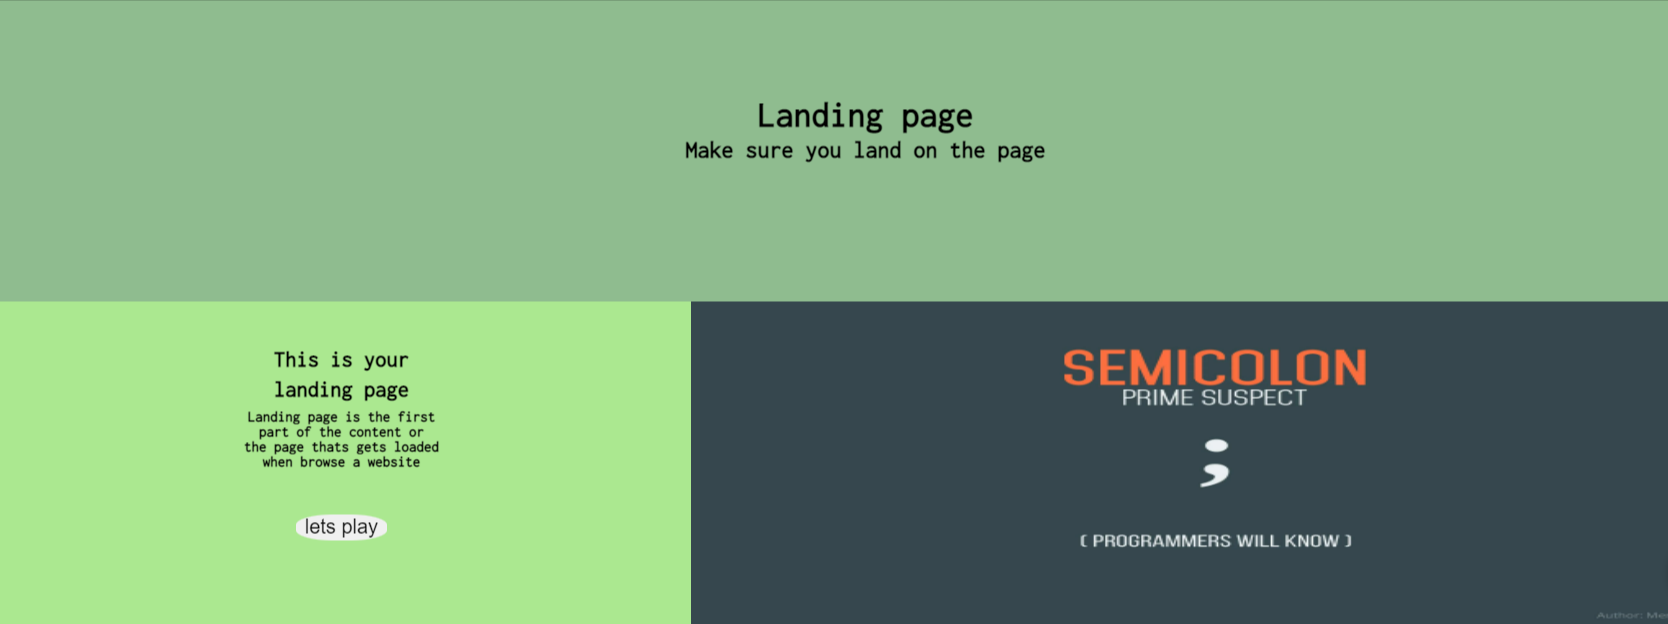 Landing page
Make sure you land on the page
This is your
landing page
Landing page is the first
part of the content or
the page thats gets loaded
when browse a website
lets play
SEMICOLON
PRIME SUSPECT
;
( PROGRAMMERS WILL KNOW )
Author: